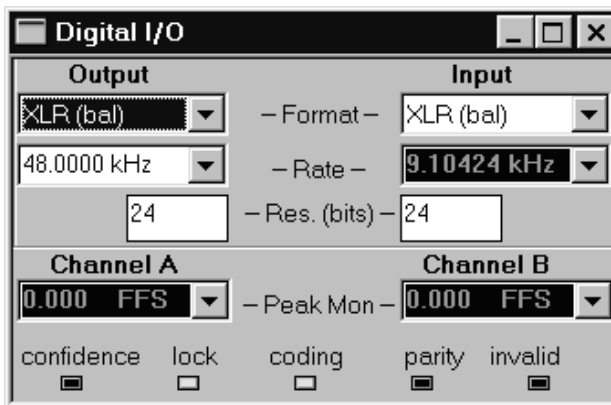 Digital I/O
Output Input
XLR (bal) – Format – XLR (bal)
48.0000 kHz – Rate – 9.10424 kHz
24 – Res. (bits) – 24
Channel A Channel B
0.000 FFS – Peak Mon – 0.000 FFS
confidence lock coding parity invalid